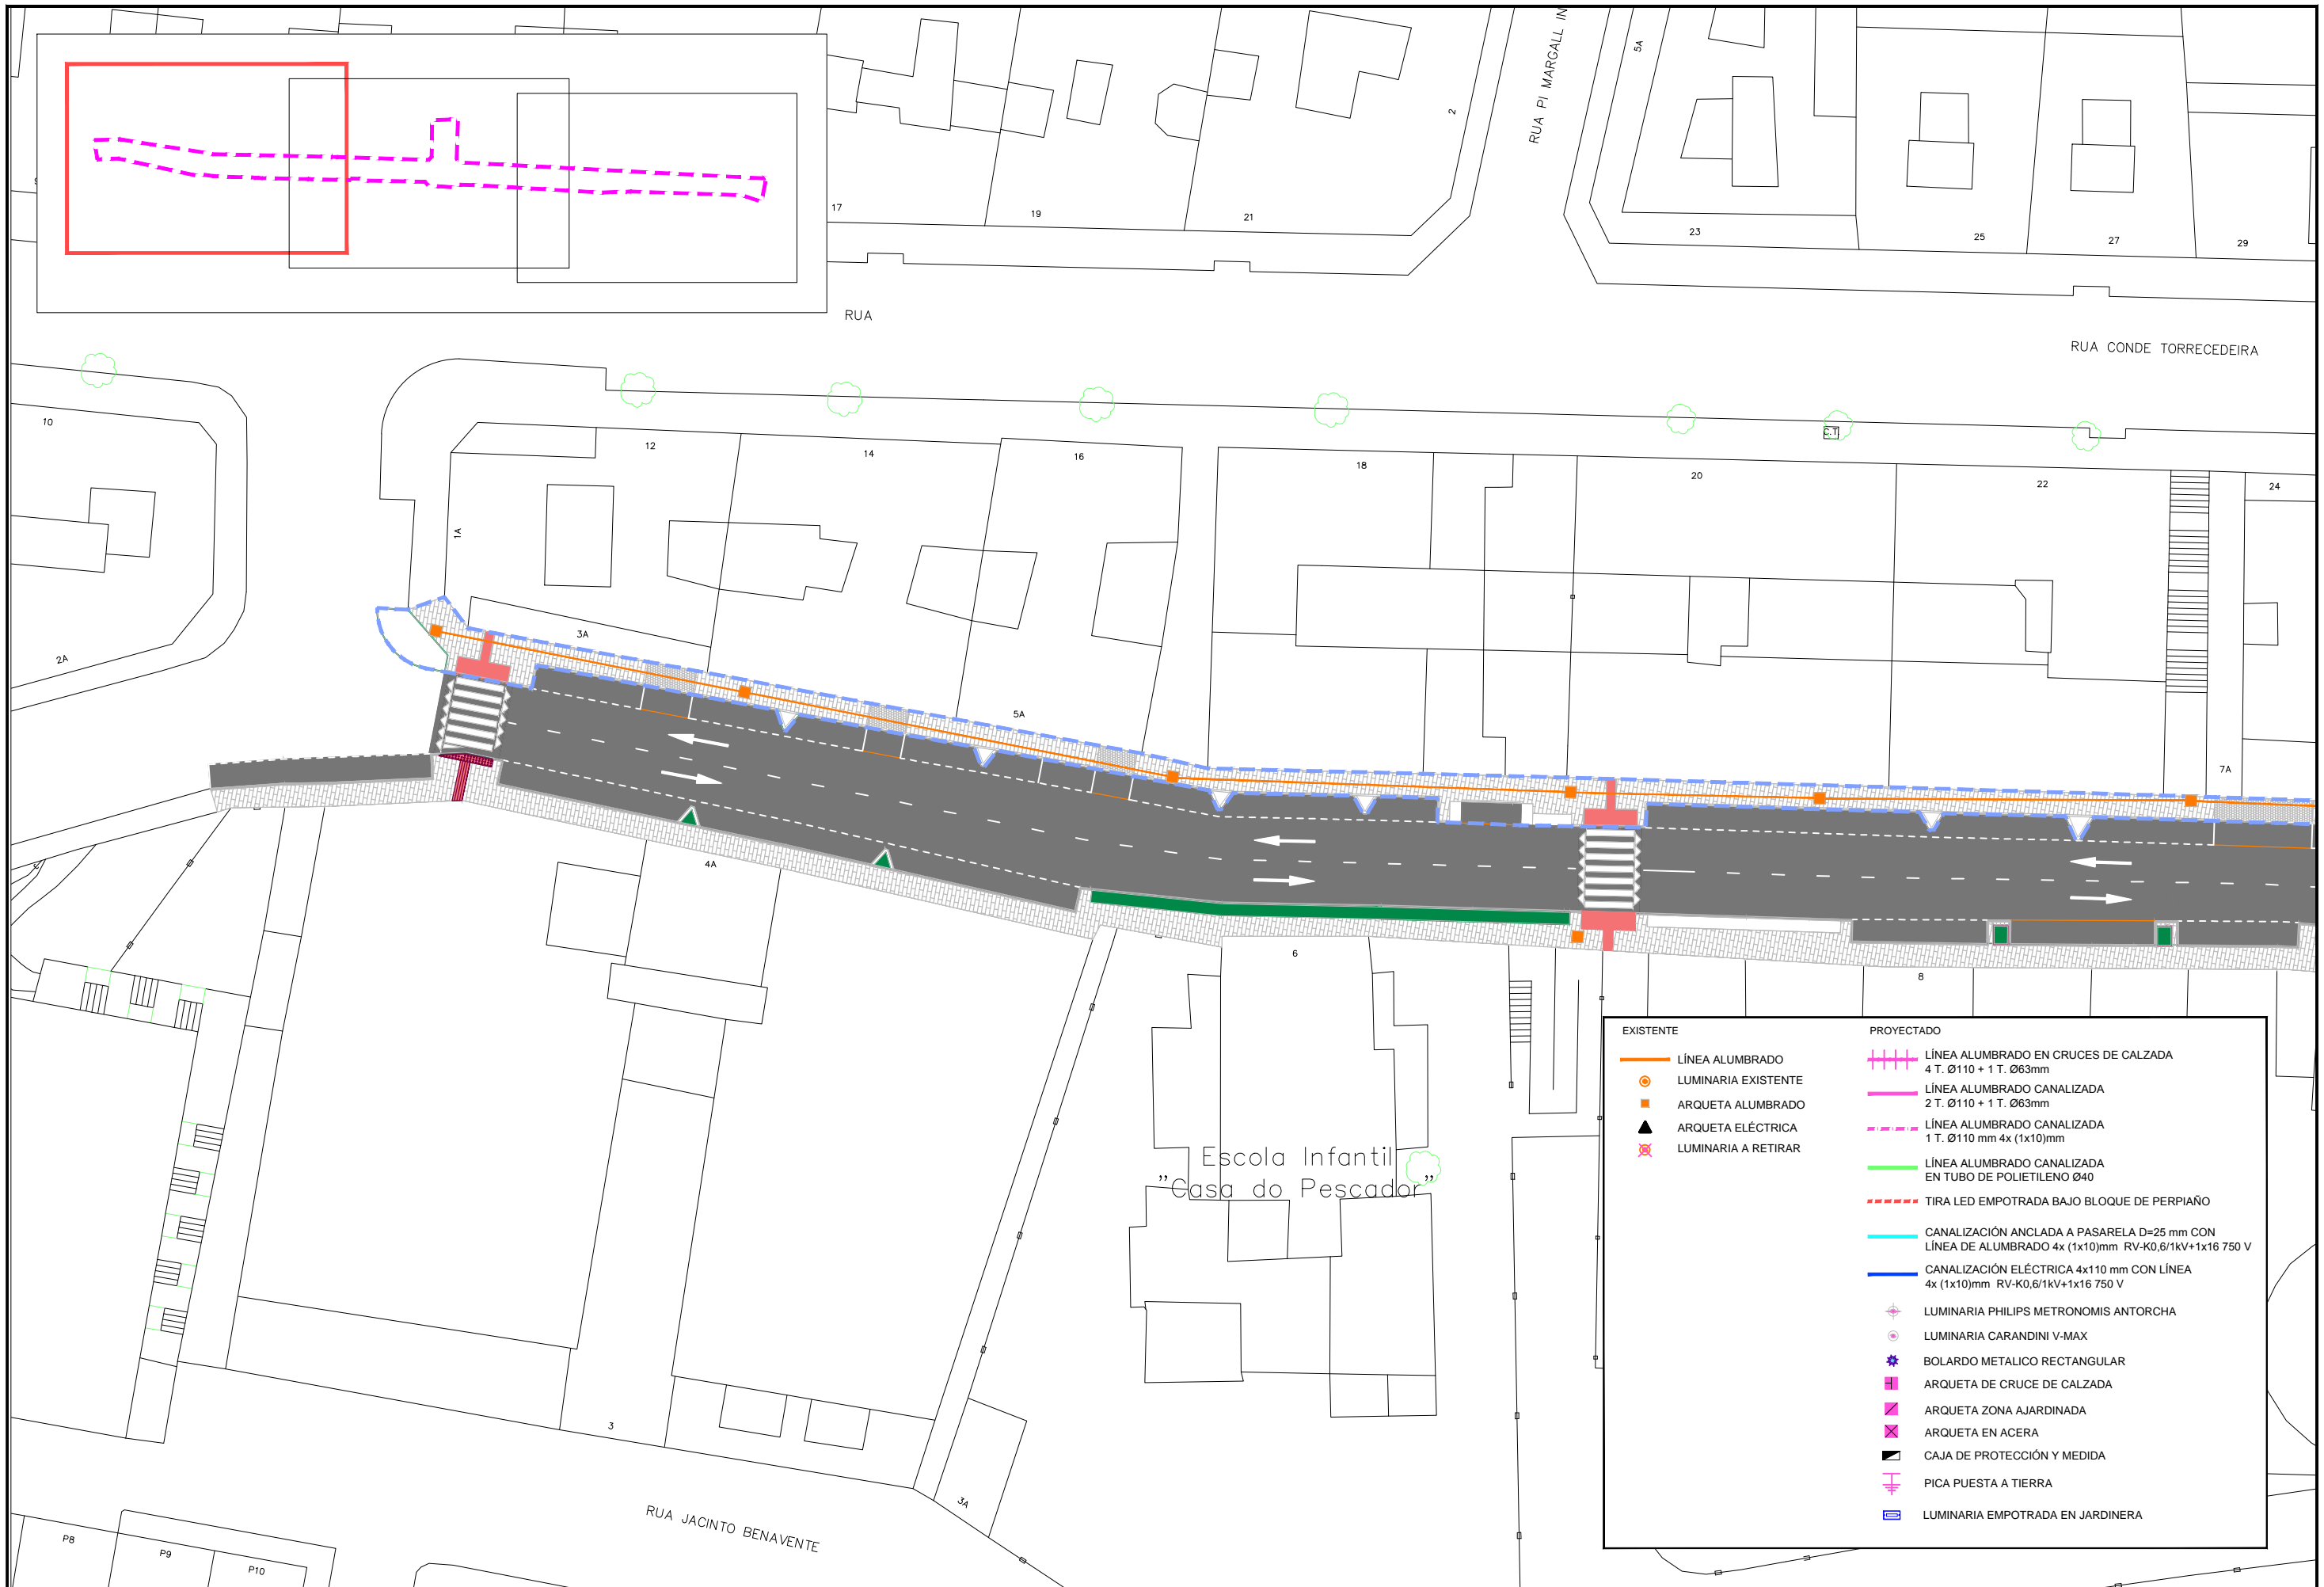 RUA PI MARGALL IN
5A
2
9
17
19
21
23
25
27
29
RUA
RUA CONDE TORRECEDEIRA
10
12
14
16
18
C.T.
20
22
24
1A
2A
3A
5A
7A
4A
6
8
Escola Infantil
"Casa do Pescador"
3
3A
RUA JACINTO BENAVENTE
P8
P9
P10
EXISTENTE
LÍNEA ALUMBRADO
LUMINARIA EXISTENTE
ARQUETA ALUMBRADO
ARQUETA ELÉCTRICA
LUMINARIA A RETIRAR
PROYECTADO
LÍNEA ALUMBRADO EN CRUCES DE CALZADA
4 T. Ø110 + 1 T. Ø63mm
LÍNEA ALUMBRADO CANALIZADA
2 T. Ø110 + 1 T. Ø63mm
LÍNEA ALUMBRADO CANALIZADA
1 T. Ø110 mm 4x (1x10)mm
LÍNEA ALUMBRADO CANALIZADA
EN TUBO DE POLIETILENO Ø40
TIRA LED EMPOTRADA BAJO BLOQUE DE PERPIAÑO
CANALIZACIÓN ANCLADA A PASARELA D=25 mm CON
LÍNEA DE ALUMBRADO 4x (1x10)mm RV-K0,6/1kV+1x16 750 V
CANALIZACIÓN ELÉCTRICA 4x110 mm CON LÍNEA
4x (1x10)mm RV-K0,6/1kV+1x16 750 V
LUMINARIA PHILIPS METRONOMIS ANTORCHA
LUMINARIA CARANDINI V-MAX
BOLARDO METALICO RECTANGULAR
ARQUETA DE CRUCE DE CALZADA
ARQUETA ZONA AJARDINADA
ARQUETA EN ACERA
CAJA DE PROTECCIÓN Y MEDIDA
PICA PUESTA A TIERRA
LUMINARIA EMPOTRADA EN JARDINERA